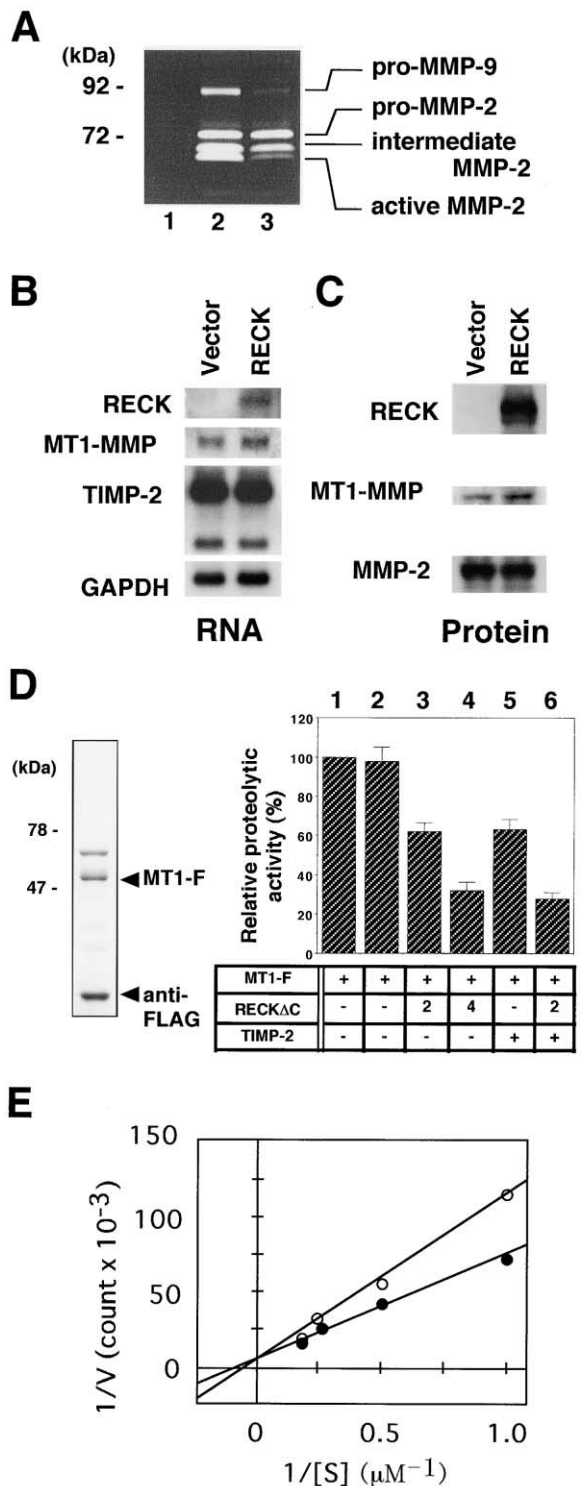 A
(kDa)
92 -
72 -
pro-MMP-9
pro-MMP-2
intermediate
MMP-2
active MMP-2
1 2 3
B
Vector
RECK
RECK
MT1-MMP
TIMP-2
GAPDH
RNA
C
Vector
RECK
RECK
MT1-MMP
MMP-2
Protein
D
(kDa)
78 -
47 -
MT1-F
anti-
FLAG
1 2 3 4 5 6
Relative proteolytic
activity (%)
120
100
80
60
40
20
0
MT1-F + + + + + +
RECKΔC - - 2 4 - 2
TIMP-2 - - - - + +
E
1/V (count x 10⁻³)
150
100
50
0
0 0.5 1.0
1/[S] (μM⁻¹)